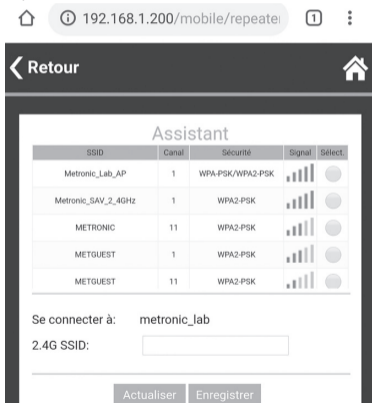 192.168.1.200/mobile/repeate
1
Retour
Assistant
SSID Canal Sécurité Signal Sélect.
Metronic_Lab_AP 1 WPA-PSK/WPA2-PSK
Metronic_SAV_2_4GHz 1 WPA2-PSK
METRONIC 11 WPA2-PSK
METGUEST 1 WPA2-PSK
METGUEST 11 WPA2-PSK
Se connecter à: metronic_lab
2.4G SSID:
Actualiser Enregistrer